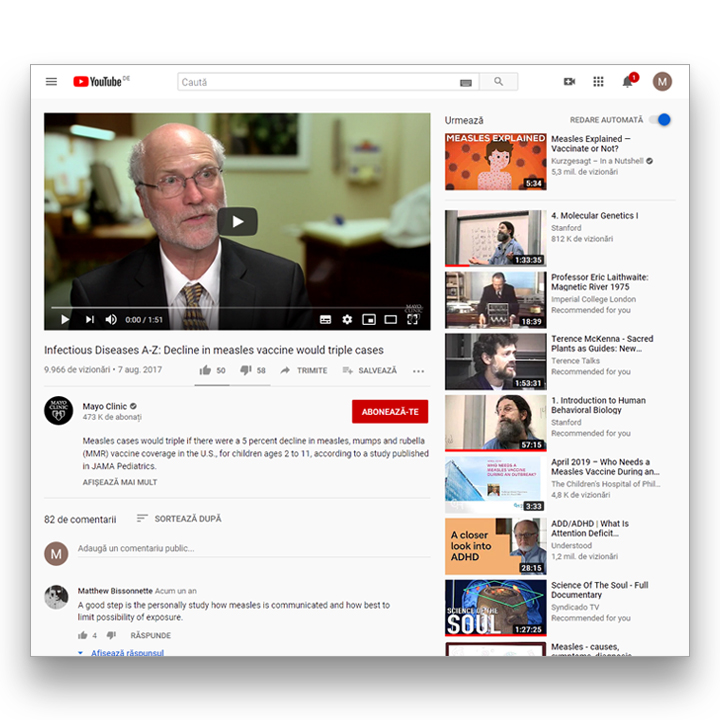 YouTube DE
Caută
1
M
MAYO
CLINIC
0:00 / 1:51
Infectious Diseases A-Z: Decline in measles vaccine would triple cases
9.966 de vizionări • 7 aug. 2017
50
58
TRIMITE
SALVEAZĂ
MAYO
CLINIC
Mayo Clinic
473 K de abonați
ABONEAZĂ-TE
Measles cases would triple if there were a 5 percent decline in measles, mumps and rubella
(MMR) vaccine coverage in the U.S., for children ages 2 to 11, according to a study published
in JAMA Pediatrics.
AFIȘEAZĂ MAI MULT
82 de comentarii
SORTEAZĂ DUPĂ
M
Adaugă un comentariu public...
Matthew Bissonnette Acum un an
A good step is the personally study how measles is communicated and how best to
limit possibility of exposure.
4
RĂSPUNDE
Afișează răspunsul
Urmează
REDARE AUTOMATĂ
MEASLES EXPLAINED
5:34
Measles Explained —
Vaccinate or Not?
Kurzgesagt – In a Nutshell
5,3 mil. de vizionări
1:33:35
4. Molecular Genetics I
Stanford
812 K de vizionări
18:39
Professor Eric Laithwaite:
Magnetic River 1975
Imperial College London
Recommended for you
1:53:31
Terence McKenna - Sacred
Plants as Guides: New...
Terence Talks
Recommended for you
57:15
1. Introduction to Human
Behavioral Biology
Stanford
Recommended for you
WHO NEEDS A
MEASLES VACCINE
DURING AN OUTBREAK?
3:33
April 2019 – Who Needs a
Measles Vaccine During an...
The Children's Hospital of Phil...
4,8 K de vizionări
A closer
look into
ADHD
28:15
ADD/ADHD | What Is
Attention Deficit...
Understood
1,2 mil. de vizionări
SCIENCE OF THE
SOUL
1:27:25
Science Of The Soul - Full
Documentary
Syndicado TV
Recommended for you
Measles - causes,
symptoms, diagnosis,